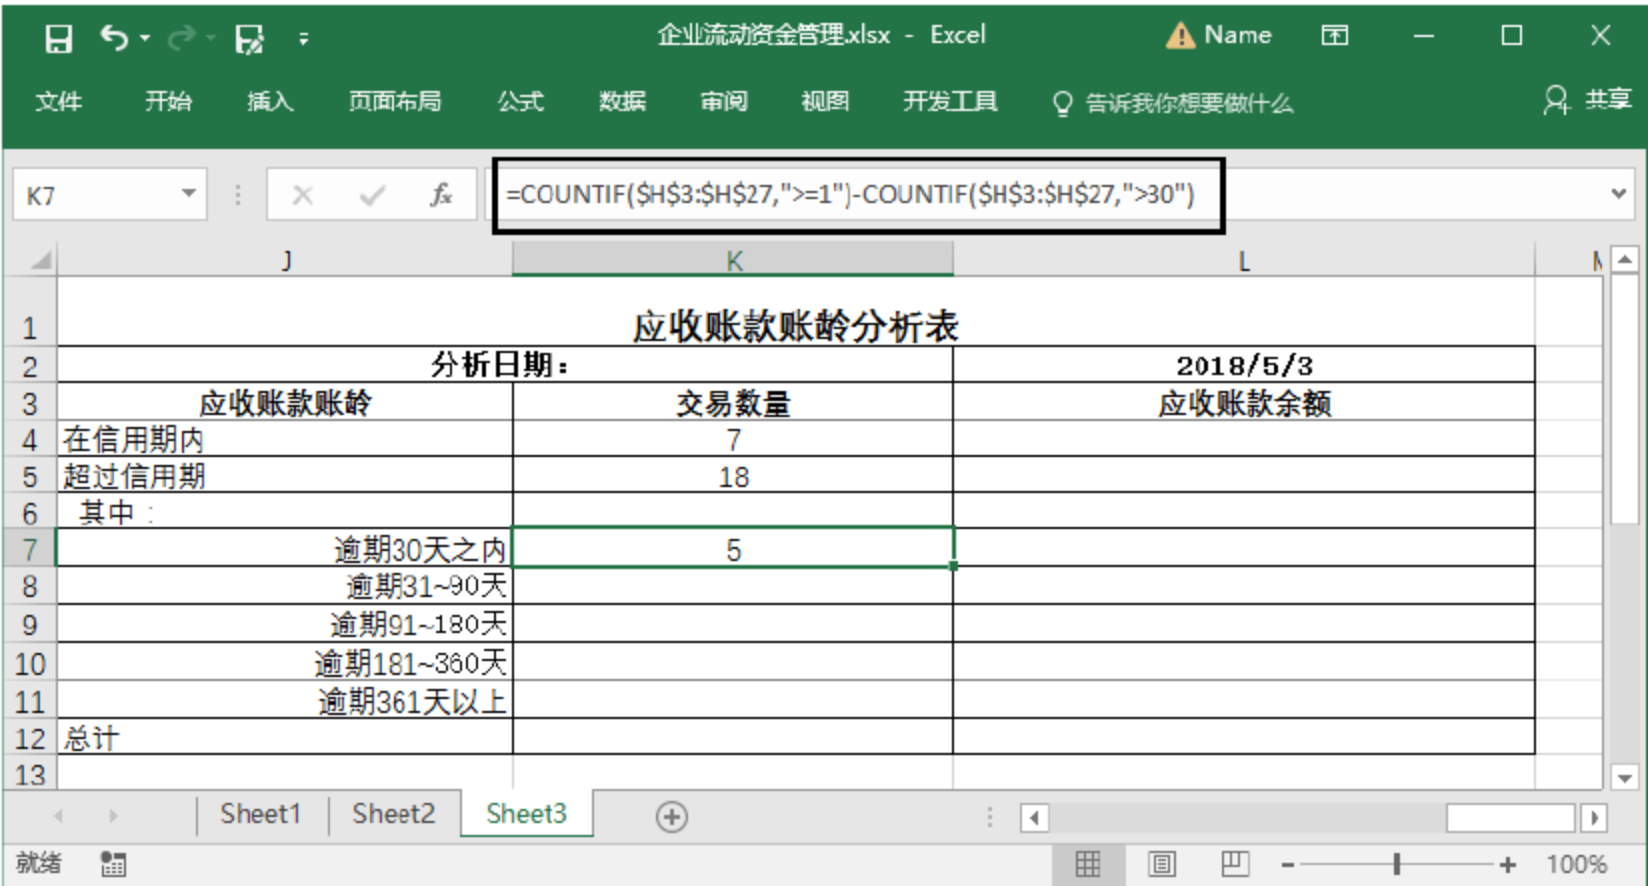 企业流动资金管理.xlsx - Excel
Name
文件 开始 插入 页面布局 公式 数据 审阅 视图 开发工具 告诉我你想要做什么 共享
K7 fx =COUNTIF($H$3:$H$27,">=1")-COUNTIF($H$3:$H$27,">30")
J K L
1 应收账款账龄分析表
2 分析日期： 2018/5/3
3 应收账款账龄 交易数量 应收账款余额
4 在信用期内 7
5 超过信用期 18
6 其中：
7 逾期30天之内 5
8 逾期31~90天
9 逾期91~180天
10 逾期181~360天
11 逾期361天以上
12 总计
13
Sheet1 Sheet2 Sheet3
就绪 100%